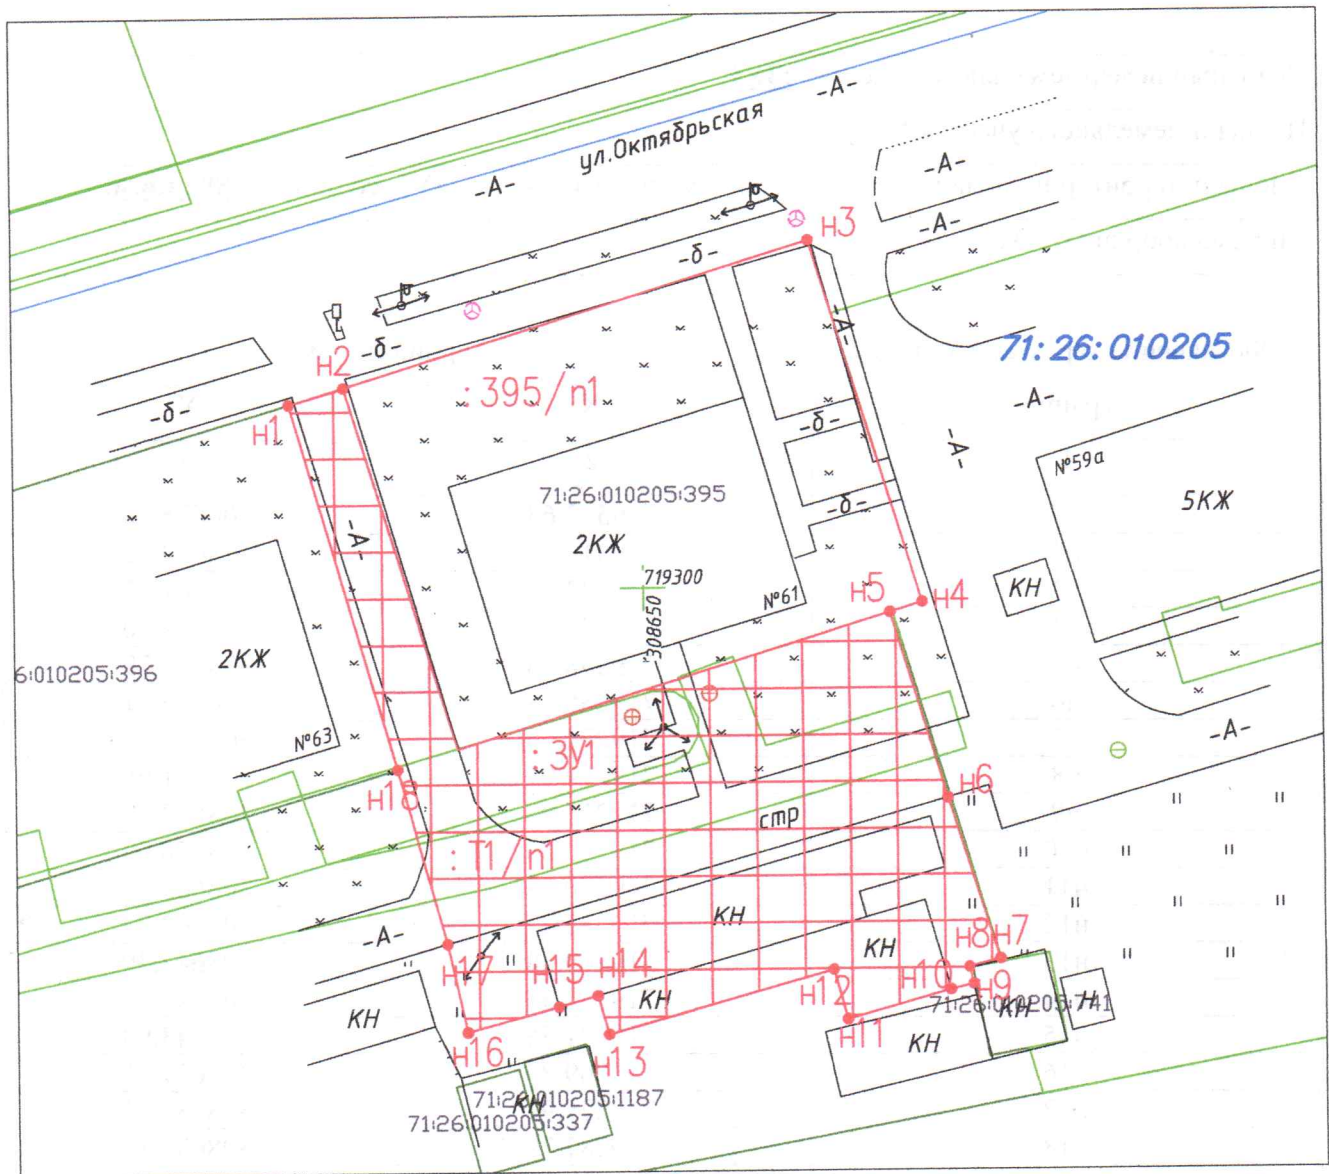 -А-
ул.Октябрьская
-А-
-А-
н3
-А-
-б-
н2
-б-
-А-
71:26:010205
:395/п1
-А-
н1
-б-
-б-
-А-
№59а
71:26:010205:395
5КЖ
-б-
-А-
2КЖ
719300
308650
№61
н5
н4
КН
2КЖ
6:010205:396
№63
-А-
:ЗУ1
н18
н6
стр
:Т1/п1
КН
-А-
КН
н8
н7
н17
н14
н12
н15
КН
н10
н9
71:26:010205:741
КН
Н
КН
н16
н13
н11
КН
71:26:010205:1187
КН
71:26:010205:337